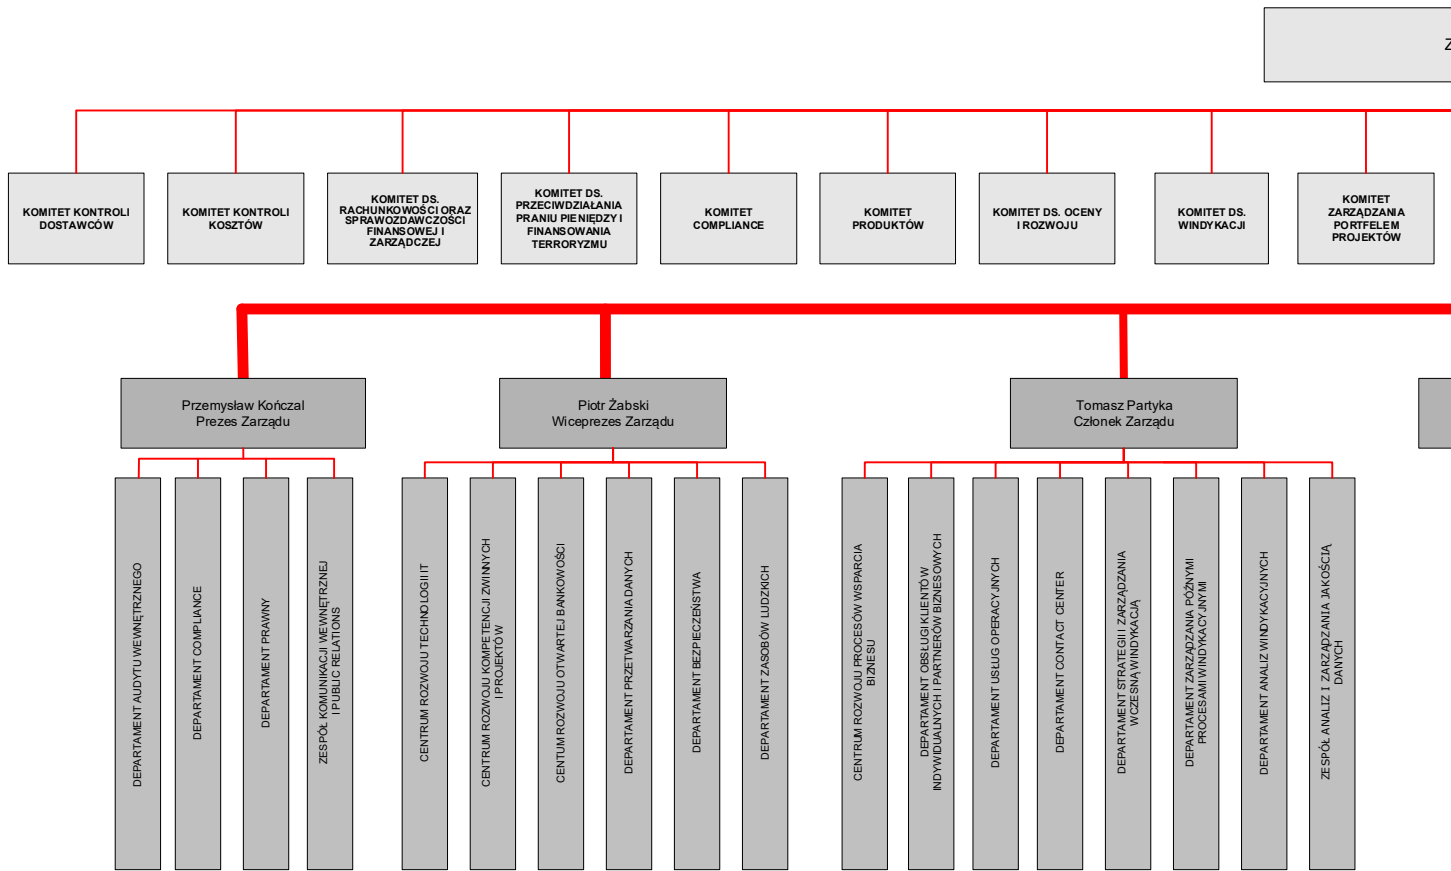 Z
KOMITET KONTROLI
DOSTAWCÓW
KOMITET KONTROLI
KOSZTÓW
KOMITET DS.
RACHUNKOWOŚCI ORAZ
SPRAWOZDAWCZOŚCI
FINANSOWEJ I
ZARZĄDCZEJ
KOMITET DS.
PRZECIWDZIAŁANIA
PRANIU PIENIĘDZY I
FINANSOWANIA
TERRORYZMU
KOMITET
COMPLIANCE
KOMITET
PRODUKTÓW
KOMITET DS. OCENY
I ROZWOJU
KOMITET DS.
WINDYKACJI
KOMITET
ZARZĄDZANIA
PORTFELEM
PROJEKTÓW
Przemysław Kończal
Prezes Zarządu
Piotr Żabski
Wiceprezes Zarządu
Tomasz Partyka
Członek Zarządu
DEPARTAMENT AUDYTU WEWNĘTRZNEGO
DEPARTAMENT COMPLIANCE
DEPARTAMENT PRAWNY
ZESPÓŁ KOMUNIKACJI WEWNĘTRZNEJ
I PUBLIC RELATIONS
CENTRUM ROZWOJU TECHNOLOGII IT
CENTRUM ROZWOJU KOMPETENCJI ZWINNYCH
I PROJEKTÓW
CENTUM ROZWOJU OTWARTEJ BANKOWOŚCI
DEPARTAMENT PRZETWARZANIA DANYCH
DEPARTAMENT BEZPIECZEŃSTWA
DEPARTAMENT ZASOBÓW LUDZKICH
CENTRUM ROZWOJU PROCESÓW WSPARCIA
BIZNESU
DEPARTAMENT OBSŁUGI KLIENTÓW
INDYWIDUALNYCH I PARTNERÓW BIZNESOWYCH
DEPARTAMENT USŁUG OPERACYJNYCH
DEPARTAMENT CONTACT CENTER
DEPARTAMENT STRATEGII I ZARZĄDZANIA
WCZESNĄ WINDYKACJĄ
DEPARTAMENT ZARZĄDZANIA PÓŹNYMI
PROCESAMI WINDYKACYJNYMI
DEPARTAMENT ANALIZ WINDYKACYJNYCH
ZESPÓŁ ANALIZ I ZARZĄDZANIA JAKOŚCIĄ
DANYCH